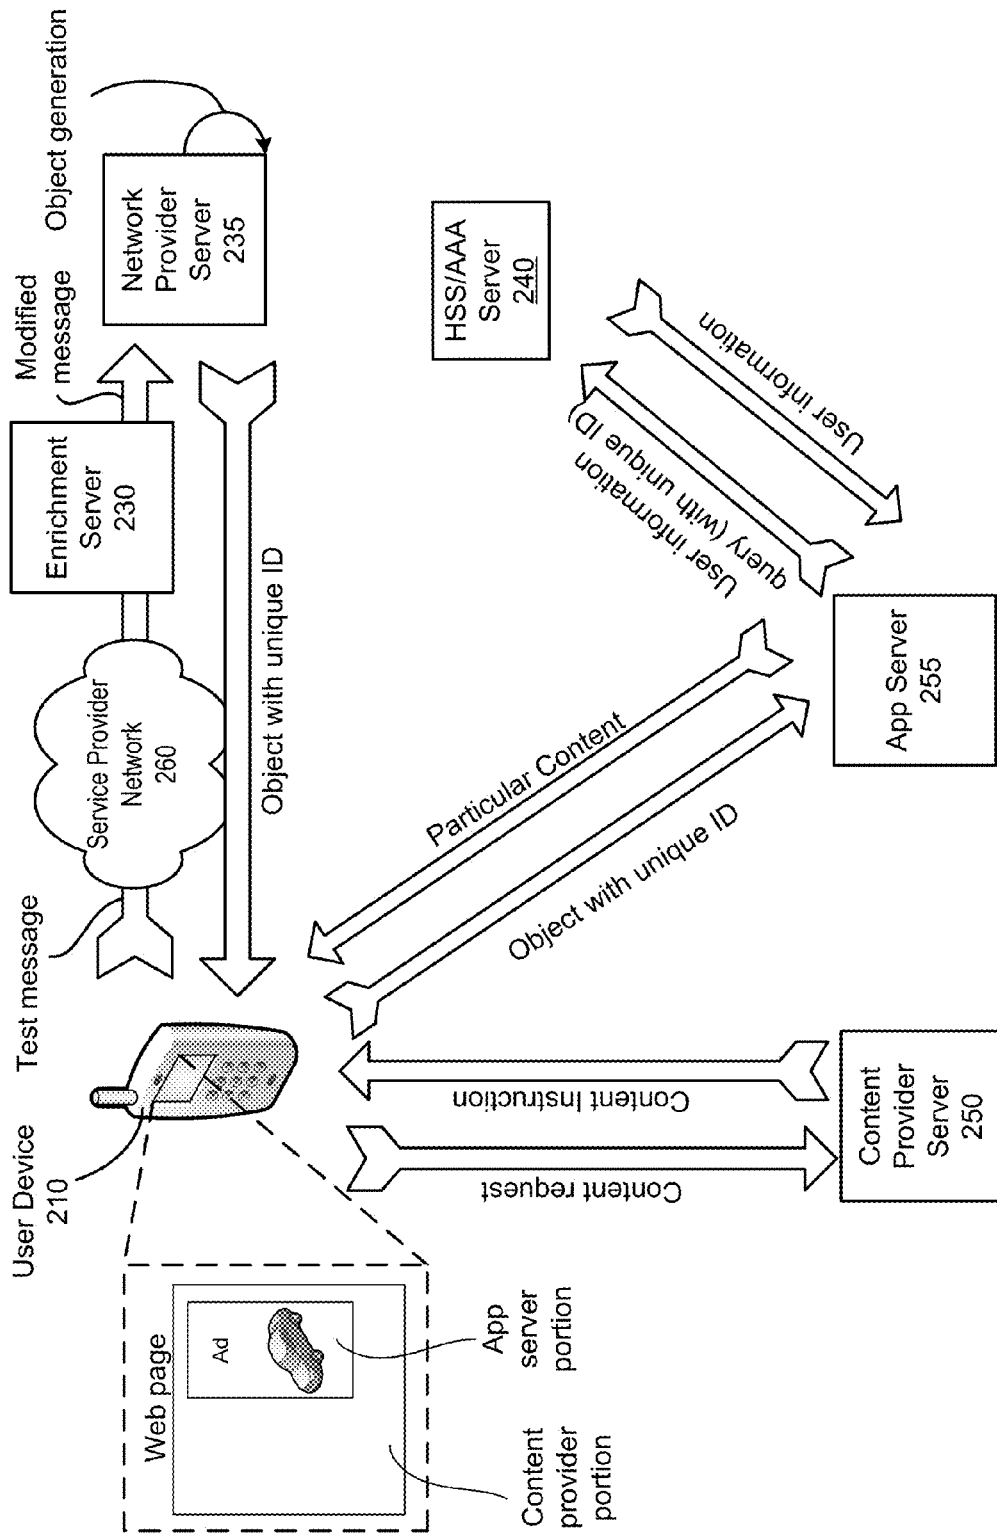 User Device
210
Test message
Service Provider
Network
260
Enrichment
Server
230
Modified
message
Network
Provider
Server
235
Object generation
Object with unique ID
Web page
Ad
App
server
portion
Content
provider
portion
Content request
Content Instruction
Content
Provider
Server
250
Particular Content
Object with unique ID
App Server
255
User information
query (with unique ID)
User information
HSS/AAA
Server
240